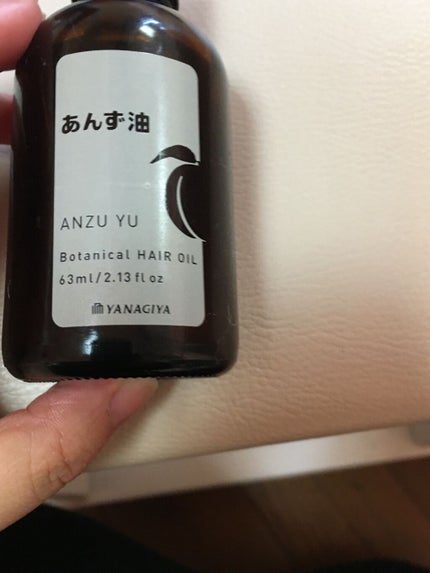 あんず油
ANZU YU
Botanical HAIR OIL
63ml/2.13 fl oz
YANAGIYA